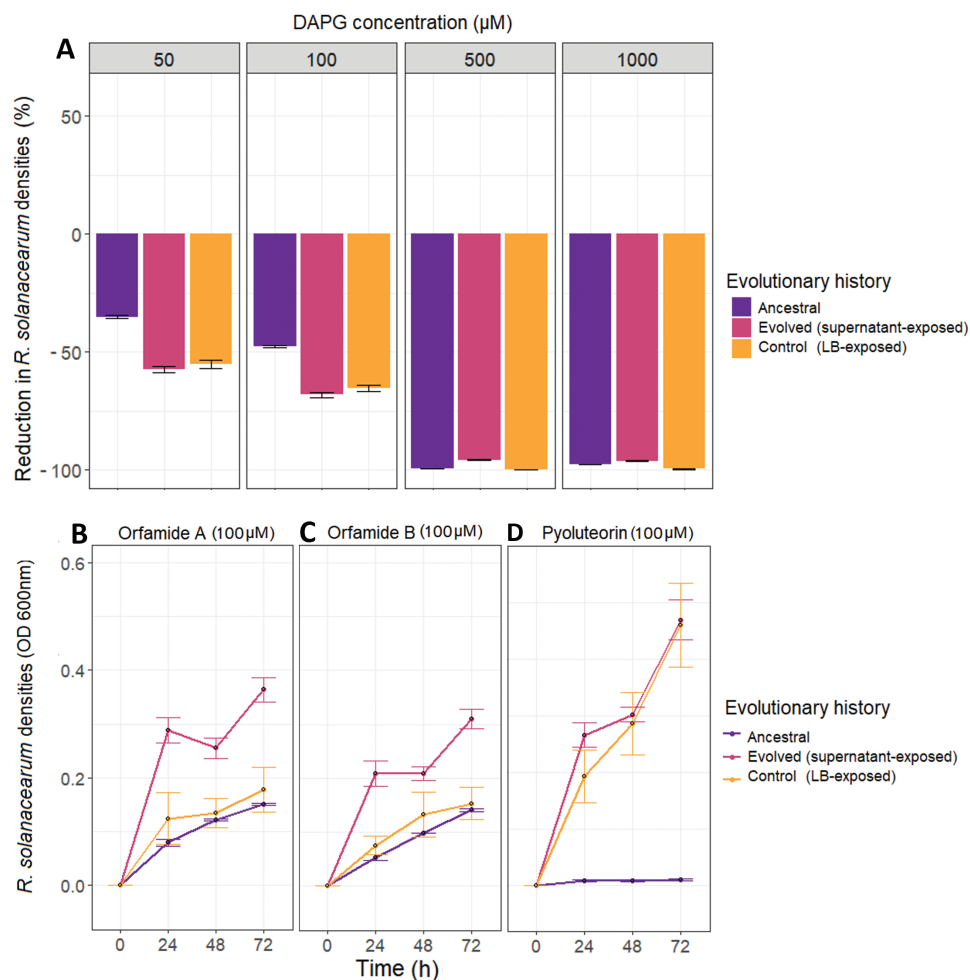 DAPG concentration (µM)
A
50 100 500 1000
Reduction in R. solanacearum densities (%)
50
0
-50
-100
Evolutionary history
Ancestral
Evolved (supernatant-exposed)
Control (LB-exposed)
B Orfamide A (100µM) C Orfamide B (100µM) D Pyoluteorin (100µM)
R. solanacearum densities (OD 600nm)
0.6
0.4
0.2
0.0
0 24 48 72 0 24 48 72 0 24 48 72
Time (h)
Evolutionary history
Ancestral
Evolved (supernatant-exposed)
Control (LB-exposed)